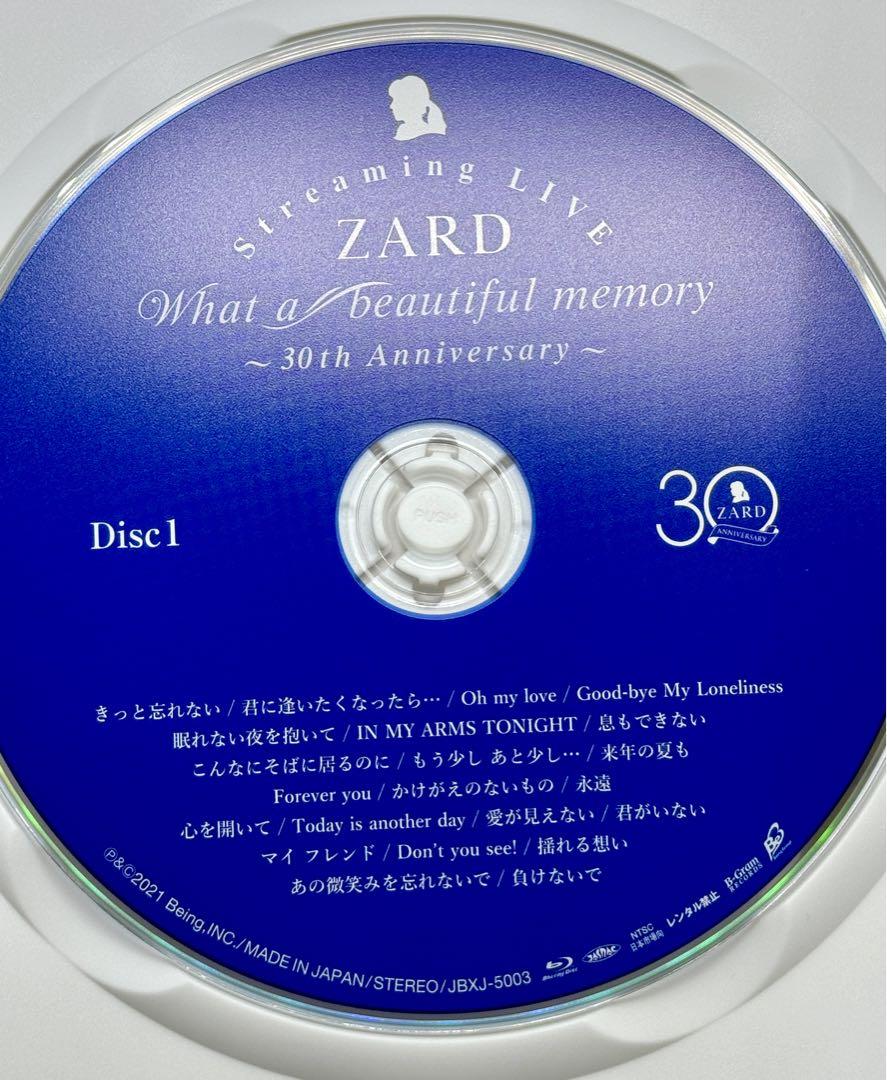 Streaming LIVE
ZARD
What a beautiful memory
~ 30th Anniversary ~
PUSH
Disc1
30
ZARD
ANNIVERSARY
きっと忘れない / 君に逢いたくなったら… / Oh my love / Good-bye My Loneliness
眠れない夜を抱いて / IN MY ARMS TONIGHT / 息もできない
こんなにそばに居るのに / もう少し あと少し… / 来年の夏も
Forever you / かけがえのないもの / 永遠
心を開いて / Today is another day / 愛が見えない / 君がいない
マイ フレンド / Don't you see! / 揺れる想い
あの微笑みを忘れないで / 負けないで
Ⓟ&©2021 Being,INC./MADE IN JAPAN/STEREO/JBXJ-5003
Blu-ray Disc
JASRAC
NTSC
日本市場向
レンタル禁止
B-Gram
RECORDS